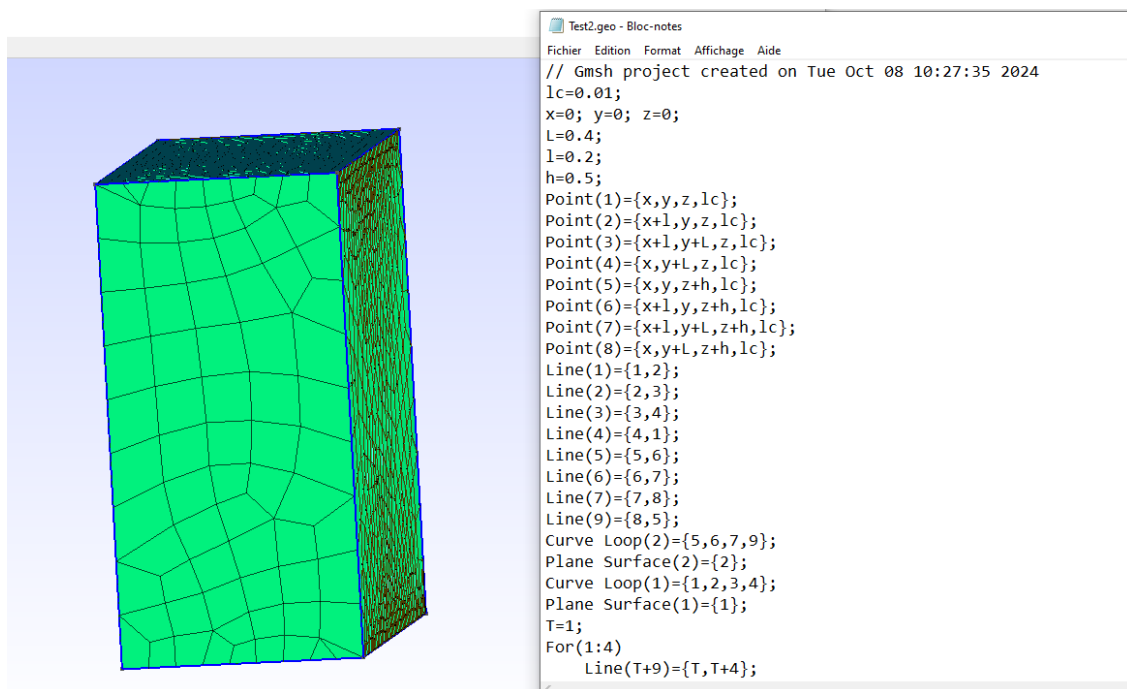 Test2.geo - Bloc-notes
Fichier Edition Format Affichage Aide
// Gmsh project created on Tue Oct 08 10:27:35 2024
lc=0.01;
x=0; y=0; z=0;
L=0.4;
l=0.2;
h=0.5;
Point(1)={x,y,z,lc};
Point(2)={x+l,y,z,lc};
Point(3)={x+l,y+L,z,lc};
Point(4)={x,y+L,z,lc};
Point(5)={x,y,z+h,lc};
Point(6)={x+l,y,z+h,lc};
Point(7)={x+l,y+L,z+h,lc};
Point(8)={x,y+L,z+h,lc};
Line(1)={1,2};
Line(2)={2,3};
Line(3)={3,4};
Line(4)={4,1};
Line(5)={5,6};
Line(6)={6,7};
Line(7)={7,8};
Line(9)={8,5};
Curve Loop(2)={5,6,7,9};
Plane Surface(2)={2};
Curve Loop(1)={1,2,3,4};
Plane Surface(1)={1};
T=1;
For(1:4)
    Line(T+9)={T,T+4};